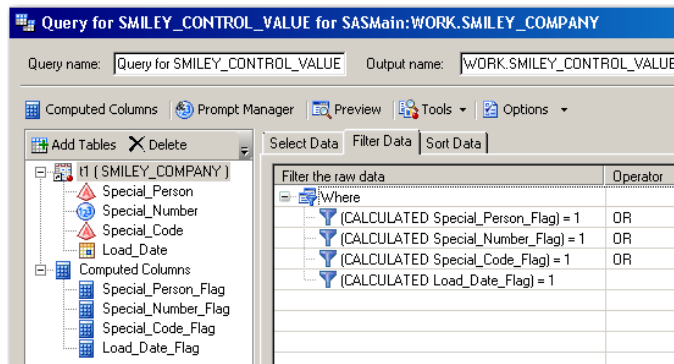 Query for SMILEY_CONTROL_VALUE for SASMain:WORK.SMILEY_COMPANY
Query name: Query for SMILEY_CONTROL_VALUE Output name: WORK.SMILEY_CONTROL_VALUE
Computed Columns Prompt Manager Preview Tools Options
Add Tables Delete Select Data Filter Data Sort Data
t1 ( SMILEY_COMPANY )
Special_Person
Special_Number
Special_Code
Load_Date
Computed Columns
Special_Person_Flag
Special_Number_Flag
Special_Code_Flag
Load_Date_Flag
Filter the raw data Operator
Where
(CALCULATED Special_Person_Flag) = 1 OR
(CALCULATED Special_Number_Flag) = 1 OR
(CALCULATED Special_Code_Flag) = 1 OR
(CALCULATED Load_Date_Flag) = 1